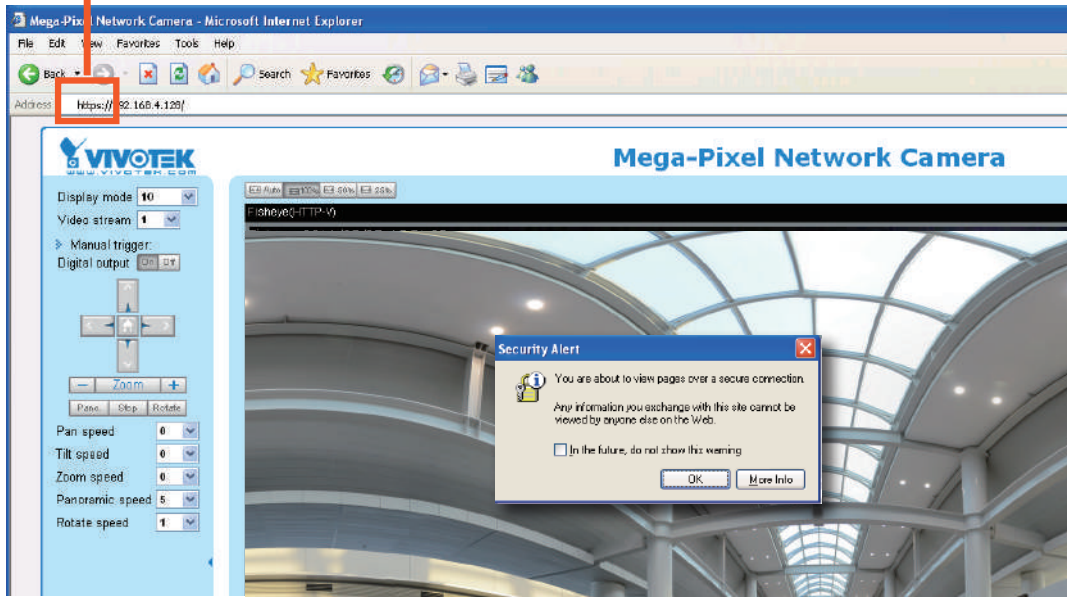 Mega-Pixel Network Camera - Microsoft Internet Explorer
File Edit View Favorites Tools Help
Back Search Favorites
Address https://192.168.4.128/
VIVOTEK
www.vivotek.com
Mega-Pixel Network Camera
Display mode 10
Video stream 1
Manual trigger:
Digital output On Off
Zoom
Pano Stop Rotate
Pan speed 0
Tilt speed 0
Zoom speed 0
Panoramic speed 5
Rotate speed 1
Auto 100% 50% 25%
Fisheye(HTTP-V)
Security Alert
You are about to view pages over a secure connection.
Any information you exchange with this site cannot be
viewed by anyone else on the Web.
In the future, do not show this warning
OK More Info